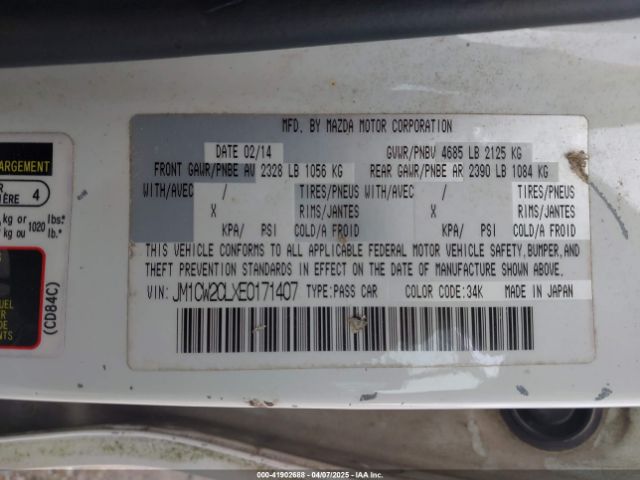 MFD. BY MAZDA MOTOR CORPORATION
DATE 02/14 GVWR/PNBV 4685 LB 2125 KG
FRONT GAWR/PNBE AV 2328 LB 1056 KG REAR GAWR/PNBE AR 2390 LB 1084 KG
WITH/AVEC / TIRES/PNEUS WITH/AVEC / TIRES/PNEUS
X RIMS/JANTES X RIMS/JANTES
KPA/ PSI COLD/A FROID KPA/ PSI COLD/A FROID
THIS VEHICLE CONFORMS TO ALL APPLICABLE FEDERAL MOTOR VEHICLE SAFETY, BUMPER, AND
THEFT PREVENTION STANDARDS IN EFFECT ON THE DATE OF MANUFACTURE SHOWN ABOVE.
VIN: JM1CW2CLXE0171407 TYPE: PASS CAR COLOR CODE: 34K MADE IN JAPAN
ARGEMENT
4
kg or 1020 lbs.
kg ou lb.
(CD84C)
000-41902688 - 04/07/2025 - IAA Inc.